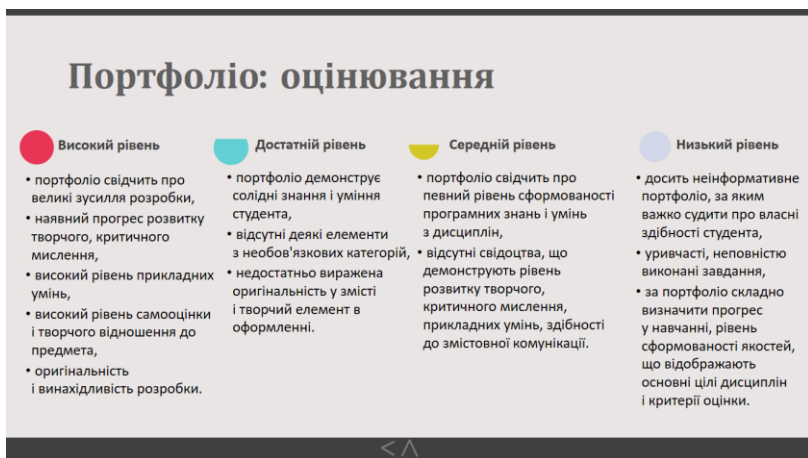 Портфоліо: оцінювання
Високий рівень
• портфоліо свідчить про
великі зусилля розробки,
• наявний прогрес розвитку
творчого, критичного
мислення,
• високий рівень прикладних
умінь,
• високий рівень самооцінки
і творчого відношення до
предмета,
• оригінальність
і винахідливість розробки.
Достатній рівень
• портфоліо демонструє
солідні знання і уміння
студента,
• відсутні деякі елементи
з необов'язкових категорій,
• недостатньо виражена
оригінальність у змісті
і творчий елемент в
оформленні.
Середній рівень
• портфоліо свідчить про
певний рівень сформованості
програмних знань і умінь
з дисциплін,
• відсутні свідоцтва, що
демонструють рівень
розвитку творчого,
критичного мислення,
прикладних умінь, здібності
до змістовної комунікації.
Низький рівень
• досить неінформативне
портфоліо, за яким
важко судити про власні
здібності студента,
• уривчасті, неповністю
виконані завдання,
• за портфоліо складно
визначити прогрес
у навчанні, рівень
сформованості якостей,
що відображають
основні цілі дисциплін
і критерії оцінки.